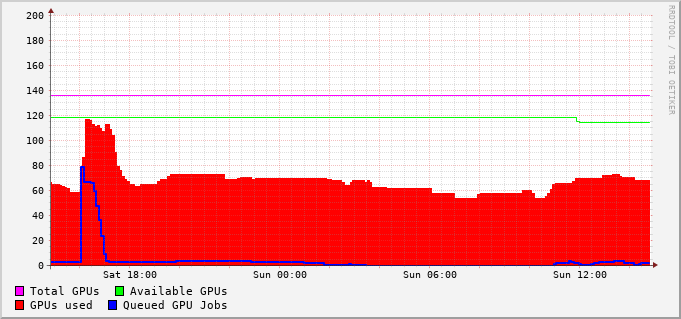 RRDTOOL / TOBI OETIKER
200
180
160
140
120
100
80
60
40
20
0
Sat 18:00 Sun 00:00 Sun 06:00 Sun 12:00
Total GPUs Available GPUs
GPUs used Queued GPU Jobs